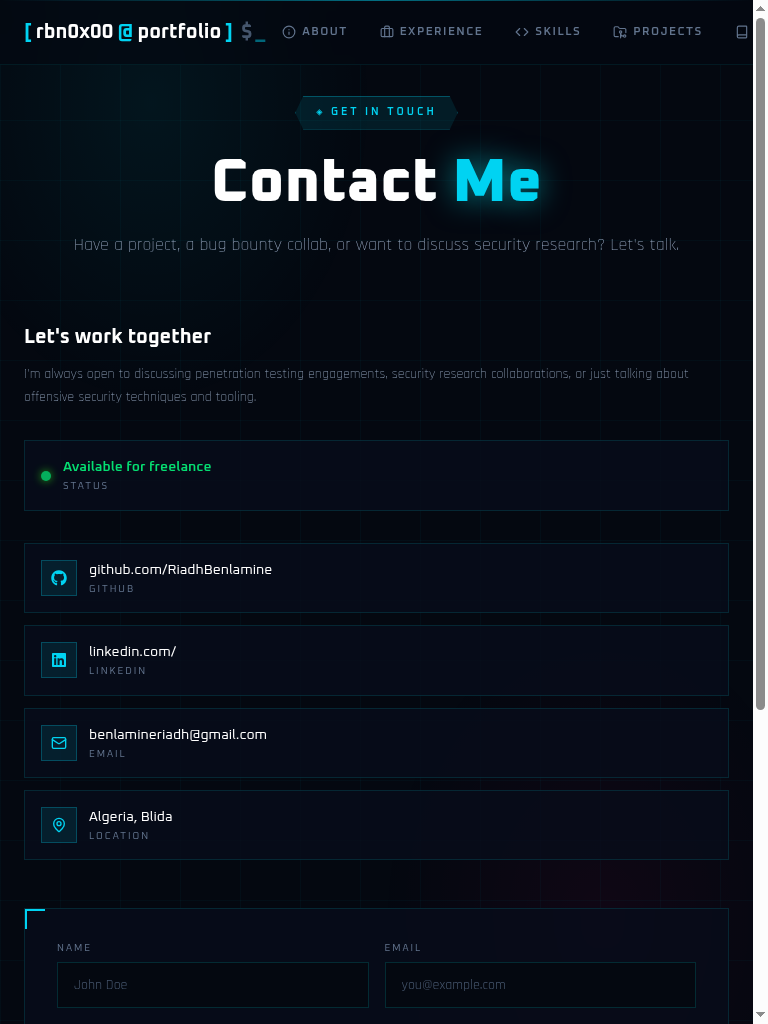 [ rbn0x00 @ portfolio ] $_
ABOUT
EXPERIENCE
SKILLS
PROJECTS
GET IN TOUCH
Contact Me
Have a project, a bug bounty collab, or want to discuss security research? Let's talk.
Let's work together
I'm always open to discussing penetration testing engagements, security research collaborations, or just talking about
offensive security techniques and tooling.
Available for freelance
STATUS
github.com/RiadhBenlamine
GITHUB
linkedin.com/
LINKEDIN
benlamineriadh@gmail.com
EMAIL
Algeria, Blida
LOCATION
NAME
EMAIL
John Doe
you@example.com